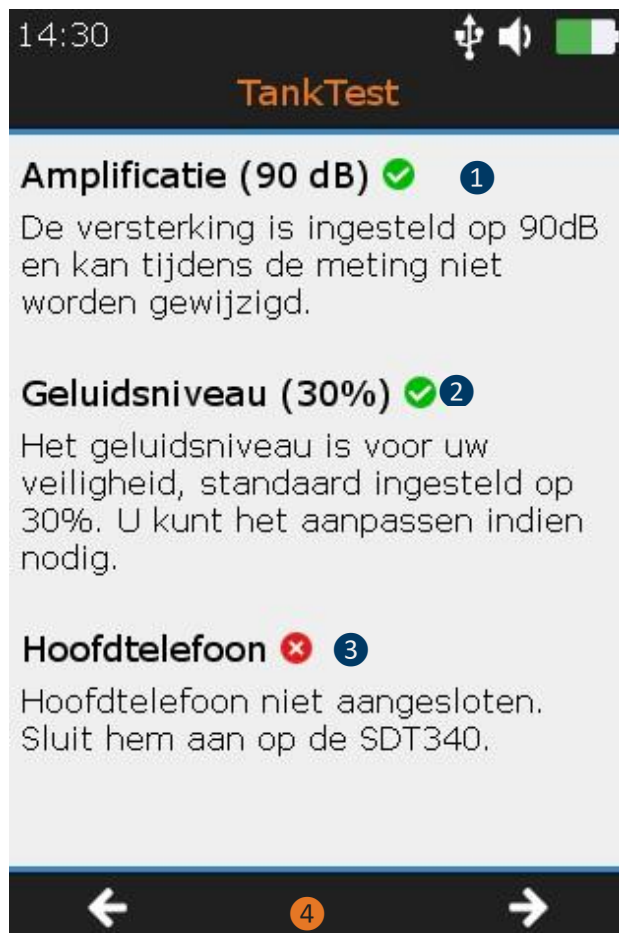 14:30
TankTest
Amplificatie (90 dB) 1
De versterking is ingesteld op 90dB
en kan tijdens de meting niet
worden gewijzigd.
Geluidsniveau (30%) 2
Het geluidsniveau is voor uw
veiligheid, standaard ingesteld op
30%. U kunt het aanpassen indien
nodig.
Hoofdtelefoon 3
Hoofdtelefoon niet aangesloten.
Sluit hem aan op de SDT340.
4